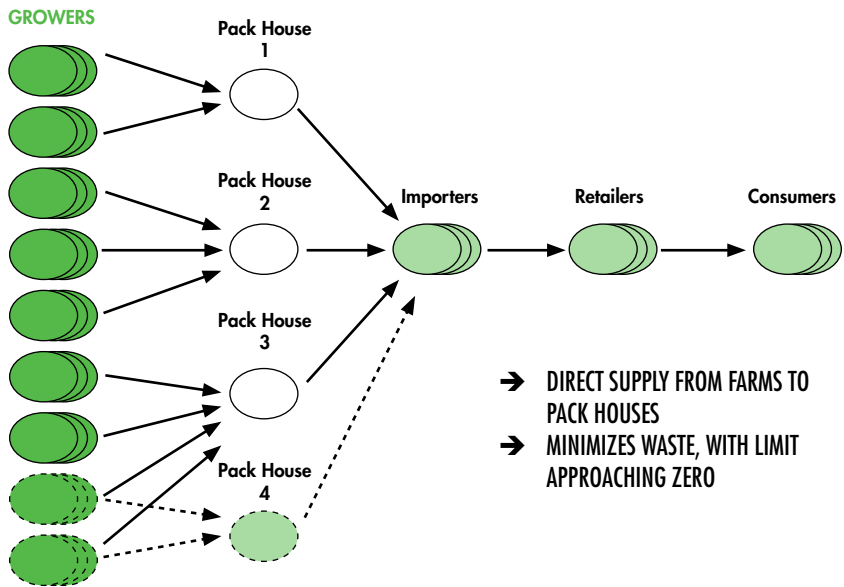 GROWERS
Pack House
1
Pack House
2
Importers
Retailers
Consumers
Pack House
3
➔ DIRECT SUPPLY FROM FARMS TO
PACK HOUSES
➔ MINIMIZES WASTE, WITH LIMIT
APPROACHING ZERO
Pack House
4